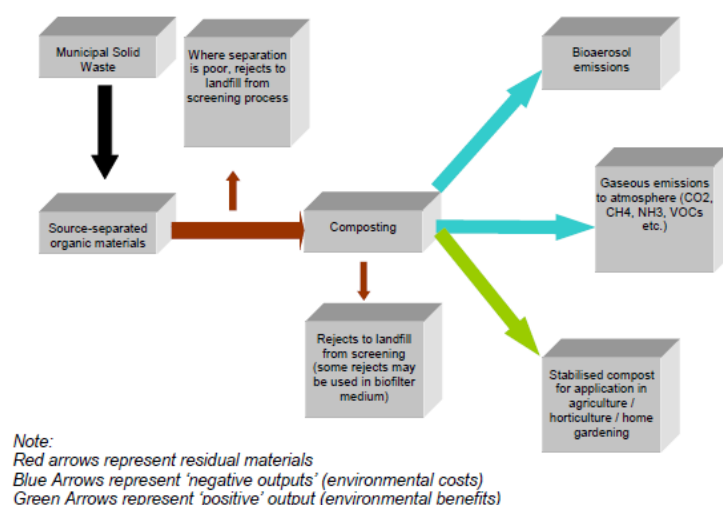 Municipal Solid
Waste
Where separation
is poor, rejects to
landfill from
screening process
Bioaerosol
emissions
Source-separated
organic materials
Composting
Gaseous emissions
to atmosphere (CO2,
CH4, NH3, VOCs
etc.)
Rejects to landfill
from screening
(some rejects may
be used in biofilter
medium)
Stabilised compost
for application in
agriculture /
horticulture / home
gardening
Note:
Red arrows represent residual materials
Blue Arrows represent ‘negative outputs’ (environmental costs)
Green Arrows represent ‘positive’ output (environmental benefits)